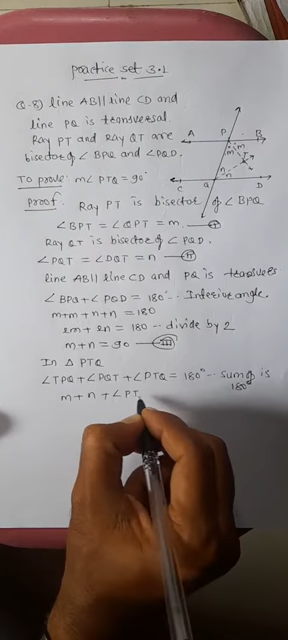 Practice set 3.1
Q.8) line AB || line CD and
line PQ is transversal.
Ray PT and Ray QT are
bisector of ∠BPQ and ∠PQD.
To prove m∠PTQ = 90°
Proof. Ray PT is bisector of ∠BPQ
∠BPT = ∠QPT = m. — I
Ray QT is bisector of ∠PQD.
∠PQT = ∠DQT = n — II
line AB || line CD and PQ is transvers
∠BPQ + ∠PQD = 180° -- Interior angle.
m+m+n+n = 180
2m + 2n = 180 -- divide by 2
m + n = 90 — III
In △ PTQ
∠TPQ + ∠PQT + ∠PTQ = 180° -- sum of is
180°
m + n + ∠PT
A P B
m
m
T
n
n
C Q D